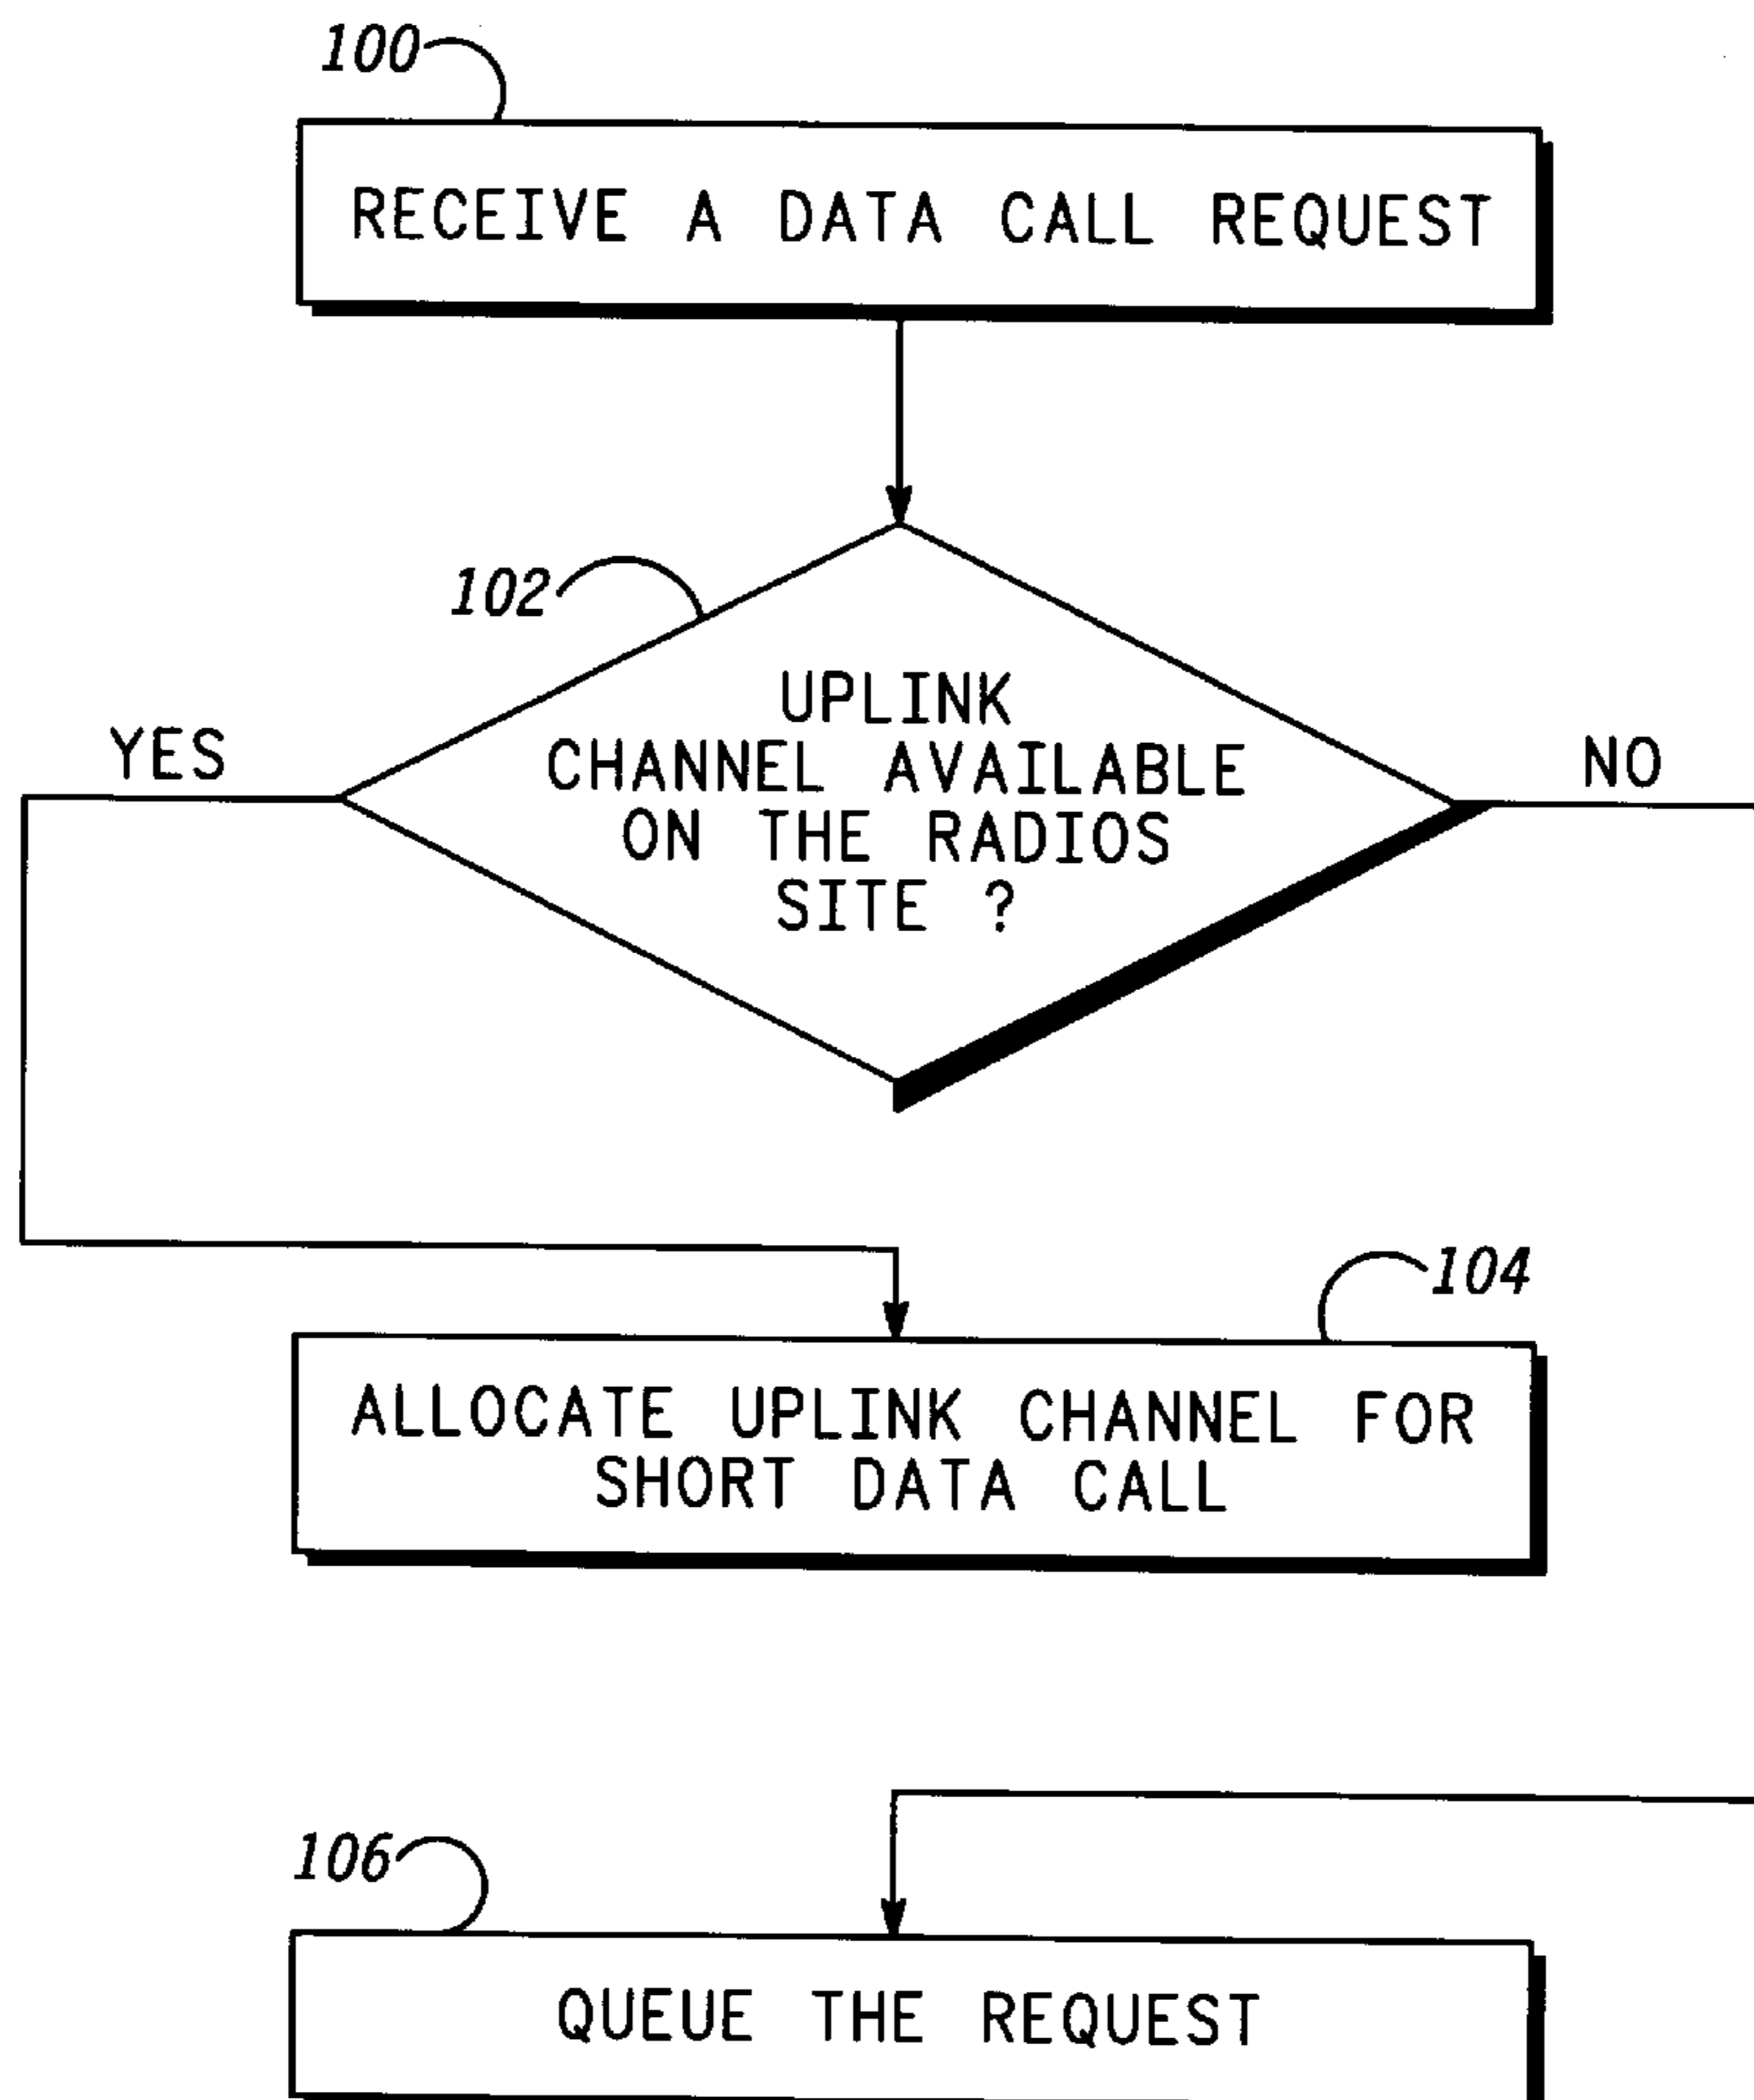 100
RECEIVE A DATA CALL REQUEST
102
UPLINK
CHANNEL AVAILABLE
ON THE RADIOS
SITE ?
YES
NO
104
ALLOCATE UPLINK CHANNEL FOR
SHORT DATA CALL
106
QUEUE THE REQUEST